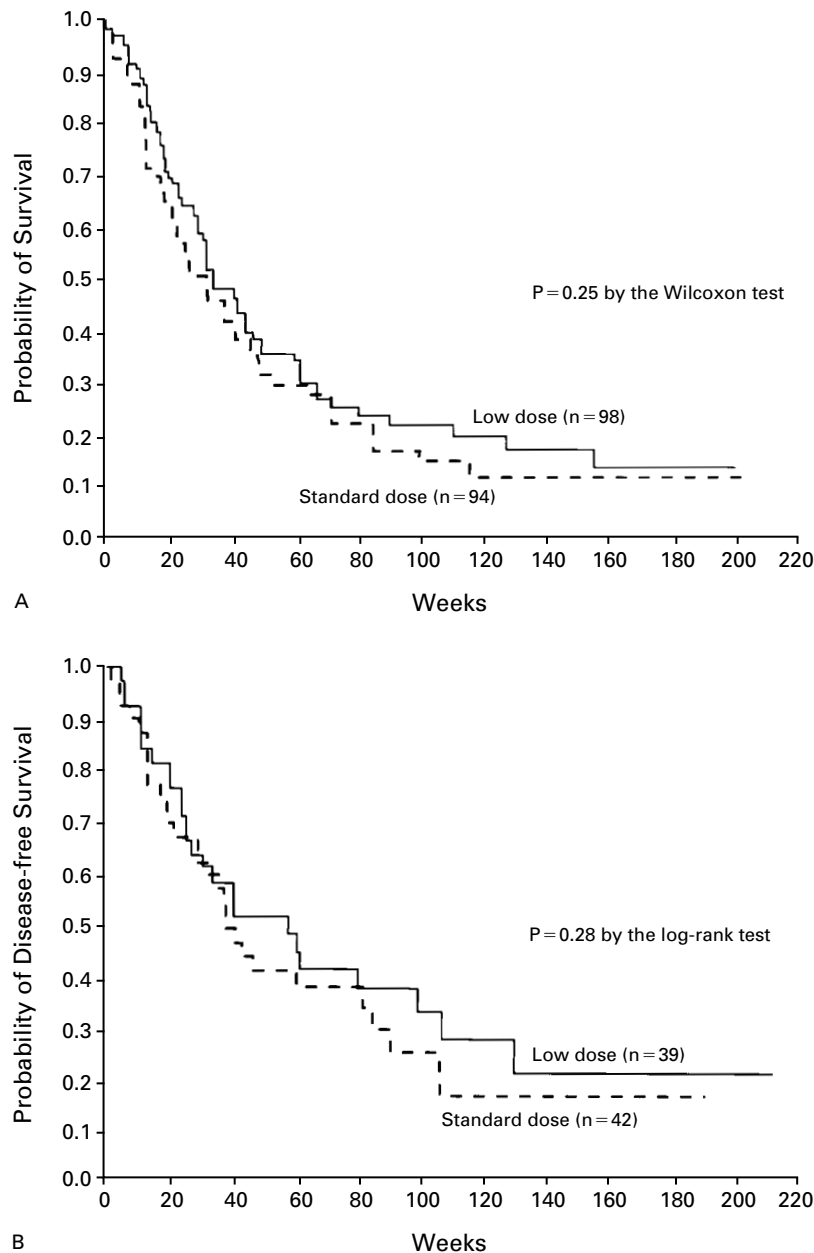 Probability of Survival
1.0
0.9
0.8
0.7
0.6
0.5
0.4
0.3
0.2
0.1
0.0
P=0.25 by the Wilcoxon test
Low dose (n=98)
Standard dose (n=94)
0 20 40 60 80 100 120 140 160 180 200 220
A
Weeks
Probability of Disease-free Survival
1.0
0.9
0.8
0.7
0.6
0.5
0.4
0.3
0.2
0.1
0.0
P=0.28 by the log-rank test
Low dose (n=39)
Standard dose (n=42)
0 20 40 60 80 100 120 140 160 180 200 220
B
Weeks